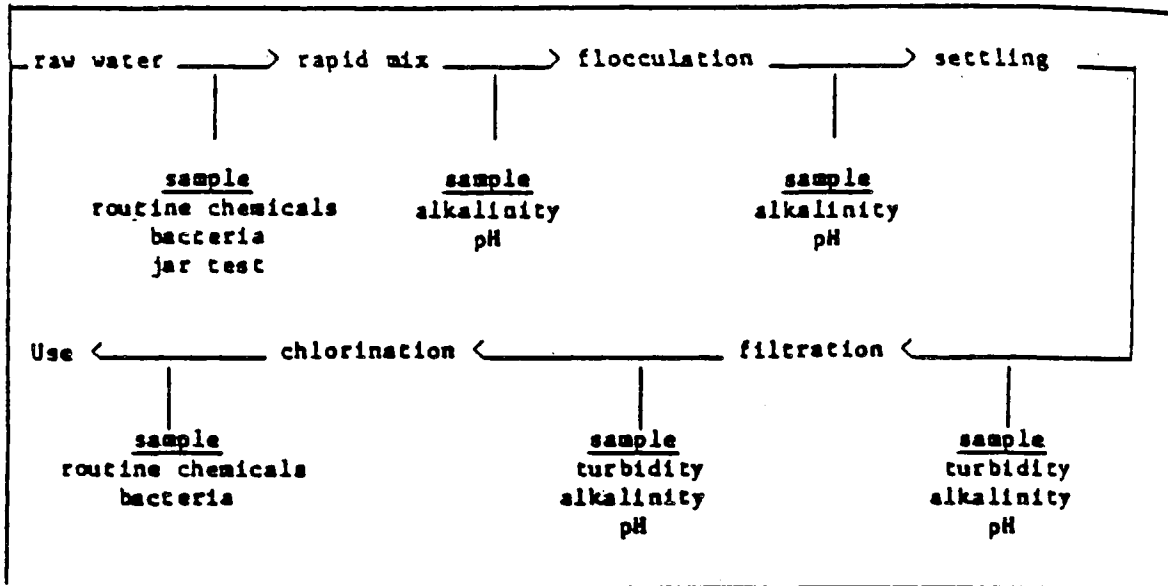 raw water rapid mix flocculation settling
sample sample sample
routine chemicals alkalinity alkalinity
bacteria pH pH
jar test
Use chlorination filtration
sample sample sample
routine chemicals turbidity turbidity
bacteria alkalinity alkalinity
pH pH